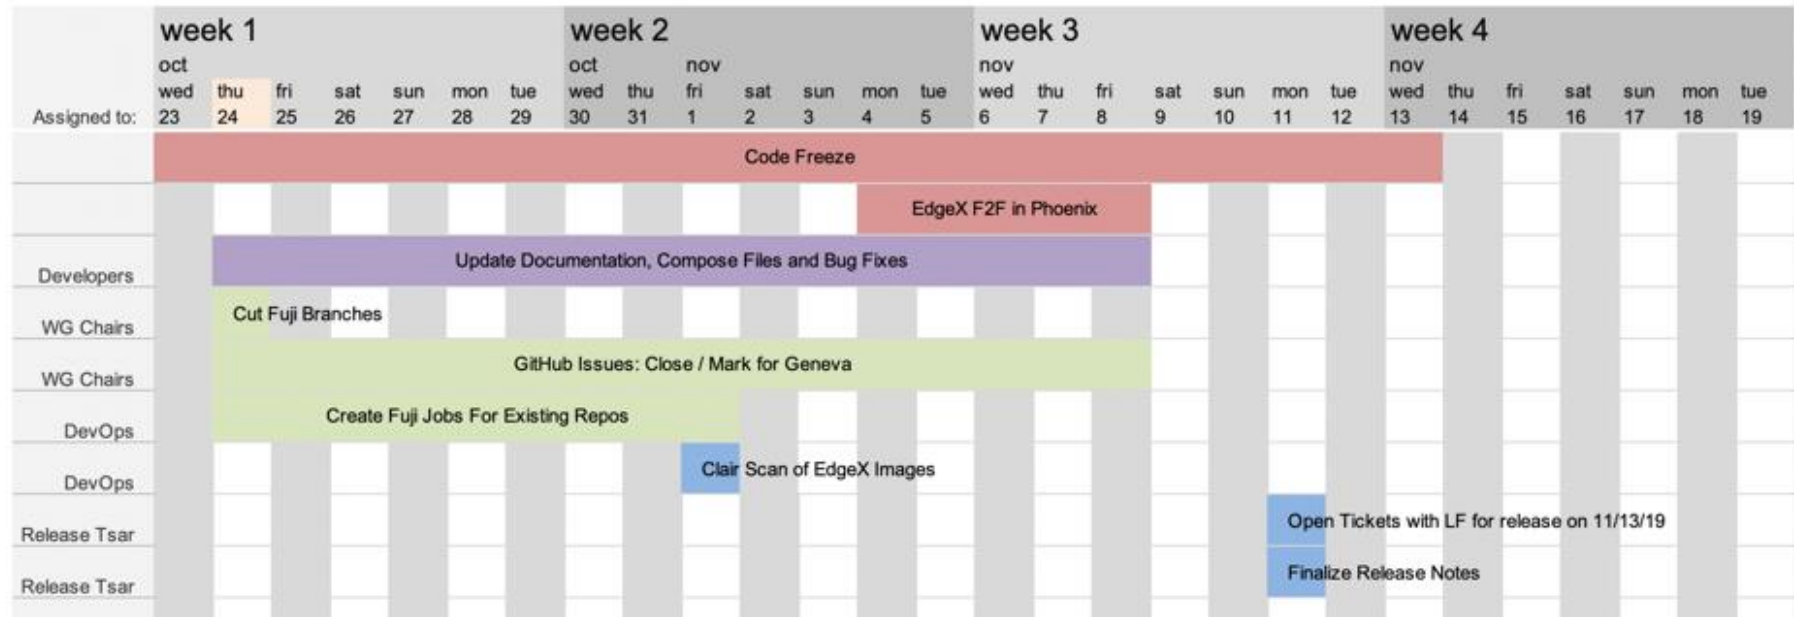 week 1 week 2 week 3 week 4
oct oct nov nov nov
wed thu fri sat sun mon tue wed thu fri sat sun mon tue wed thu fri sat sun mon tue wed thu fri sat sun mon tue
Assigned to: 23 24 25 26 27 28 29 30 31 1 2 3 4 5 6 7 8 9 10 11 12 13 14 15 16 17 18 19
Code Freeze
EdgeX F2F in Phoenix
Developers Update Documentation, Compose Files and Bug Fixes
WG Chairs Cut Fuji Branches
WG Chairs GitHub Issues: Close / Mark for Geneva
DevOps Create Fuji Jobs For Existing Repos
DevOps Clair Scan of EdgeX Images
Release Tsar Open Tickets with LF for release on 11/13/19
Release Tsar Finalize Release Notes